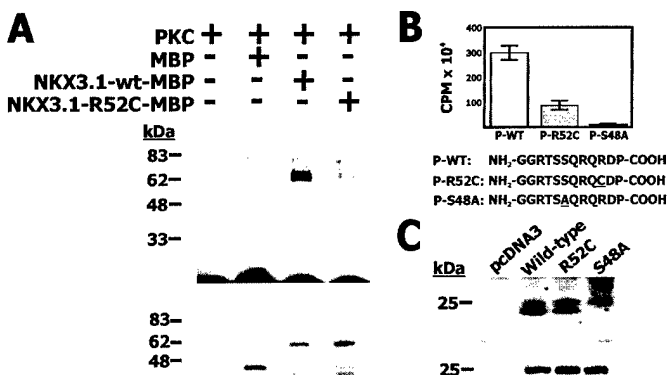 A
PKC + + + +
MBP - + - -
NKX3.1-wt-MBP - - + -
NKX3.1-R52C-MBP - - - +
kDa
83–
62–
48–
33–
83–
62–
48–
B
CPM x 10⁴
400
300
200
100
P-WT P-R52C P-S48A
P-WT: NH₂-GGRTSSQRQRDP-COOH
P-R52C: NH₂-GGRTSSQRQCDP-COOH
P-S48A: NH₂-GGRTSAQRQRDP-COOH
C
pcDNA3 Wild-type R52C S48A
kDa
25–
25–